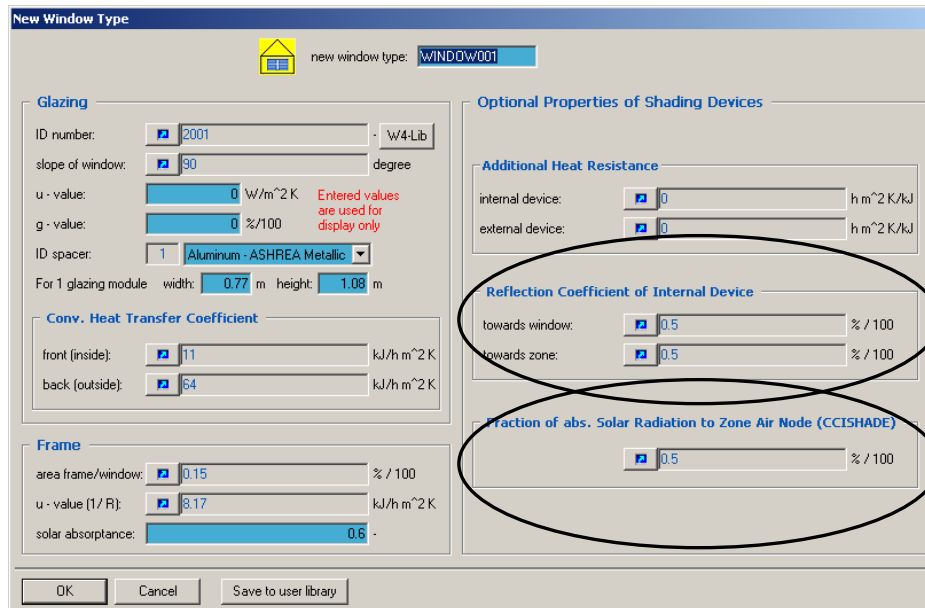 New Window Type
new window type: WINDOW001
Glazing
ID number: 2001 - W4-Lib
slope of window: 90 degree
u - value: 0 W/m^2 K
g - value: 0 %/100
Entered values
are used for
display only
ID spacer: 1 Aluminum - ASHREA Metallic
For 1 glazing module width: 0.77 m height: 1.08 m
Conv. Heat Transfer Coefficient
front (inside): 11 kJ/h m^2 K
back (outside): 64 kJ/h m^2 K
Frame
area frame/window: 0.15 % / 100
u - value (1/ R): 8.17 kJ/h m^2 K
solar absorptance: 0.6 -
Optional Properties of Shading Devices
Additional Heat Resistance
internal device: 0 h m^2 K/kJ
external device: 0 h m^2 K/kJ
Reflection Coefficient of Internal Device
towards window: 0.5 % / 100
towards zone: 0.5 % / 100
Fraction of abs. Solar Radiation to Zone Air Node (CCISHADE)
0.5 % / 100
OK Cancel Save to user library